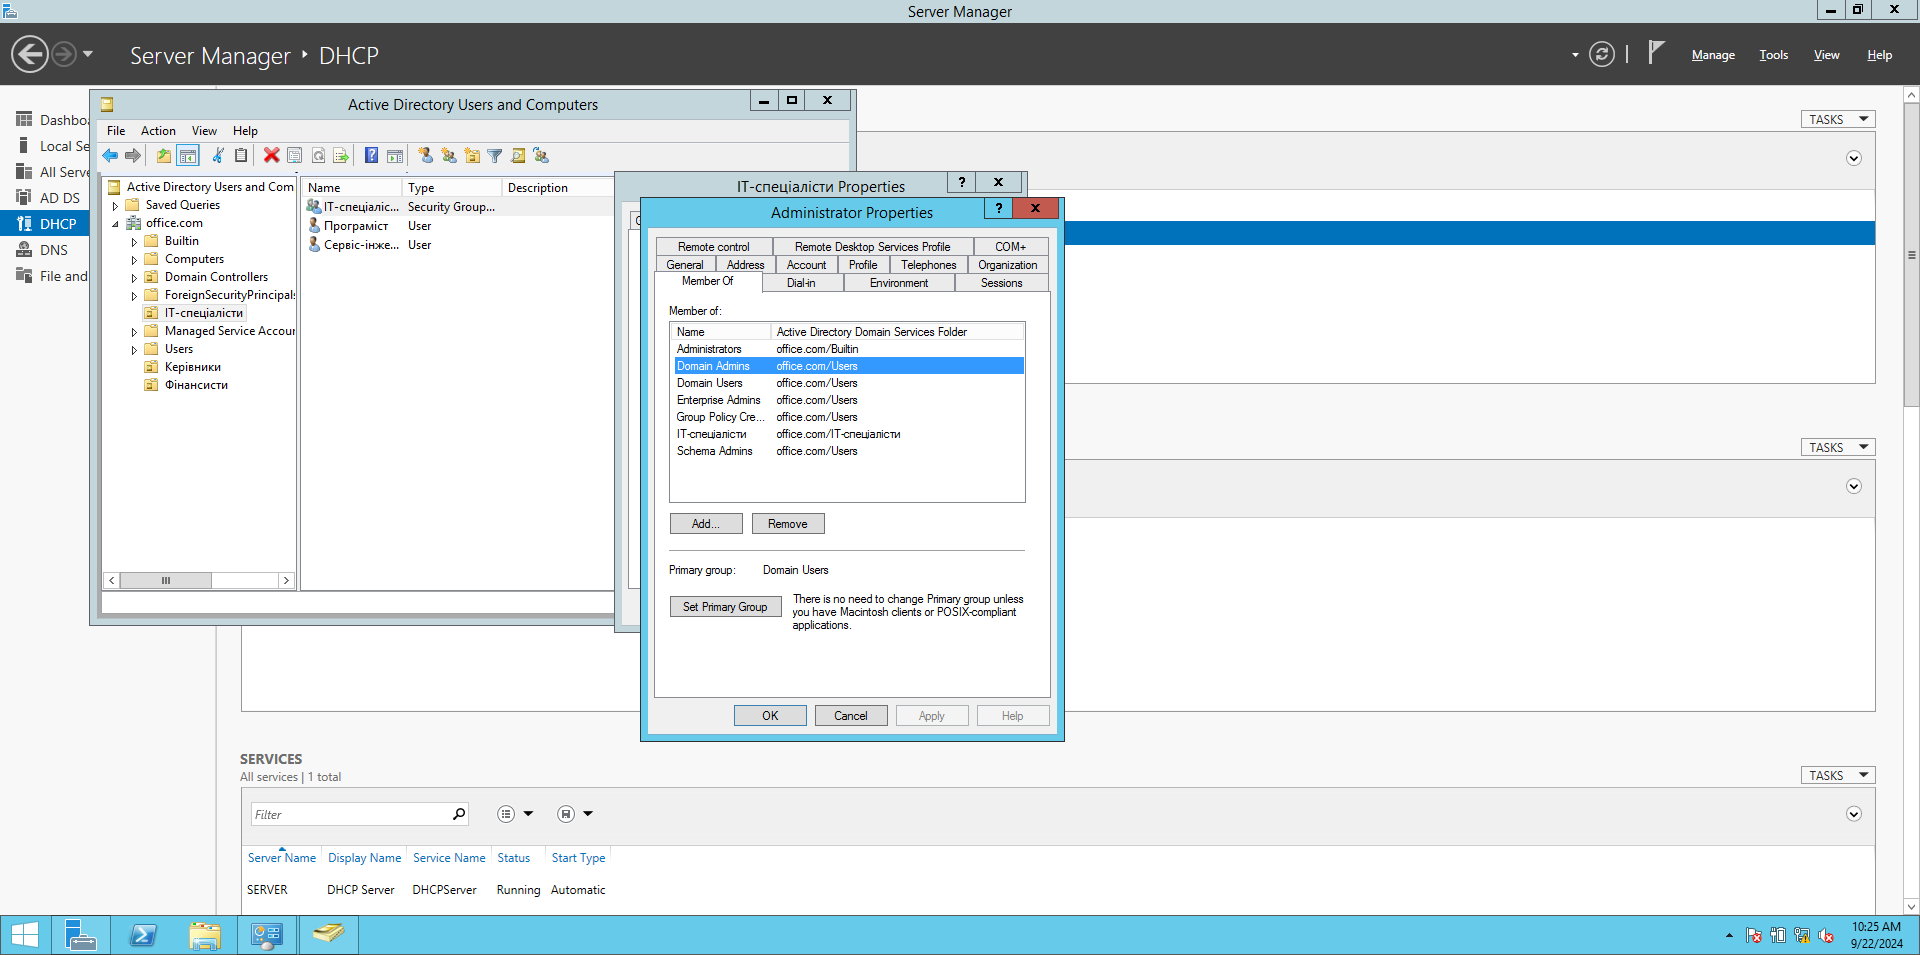 Server Manager
Server Manager ‣ DHCP
Manage Tools View Help
Dashbo
Local Se
All Serve
AD DS
DHCP
DNS
File and
TASKS
TASKS
Active Directory Users and Computers
File Action View Help
Active Directory Users and Com
Saved Queries
office.com
Builtin
Computers
Domain Controllers
ForeignSecurityPrincipals
ІТ-спеціалісти
Managed Service Accour
Users
Керівники
Фінансисти
Name Type Description
ІТ-спеціаліс... Security Group...
Програміст User
Сервіс-інже... User
ІТ-спеціалісти Properties
Administrator Properties
Remote control Remote Desktop Services Profile COM+
General Address Account Profile Telephones Organization
Member Of Dial-in Environment Sessions
Member of:
Name Active Directory Domain Services Folder
Administrators office.com/Builtin
Domain Admins office.com/Users
Domain Users office.com/Users
Enterprise Admins office.com/Users
Group Policy Cre... office.com/Users
ІТ-спеціалісти office.com/ІТ-спеціалісти
Schema Admins office.com/Users
Add... Remove
Primary group: Domain Users
Set Primary Group
There is no need to change Primary group unless
you have Macintosh clients or POSIX-compliant
applications.
OK Cancel Apply Help
SERVICES
All services | 1 total
TASKS
Filter
Server Name Display Name Service Name Status Start Type
SERVER DHCP Server DHCPServer Running Automatic
10:25 AM
9/22/2024